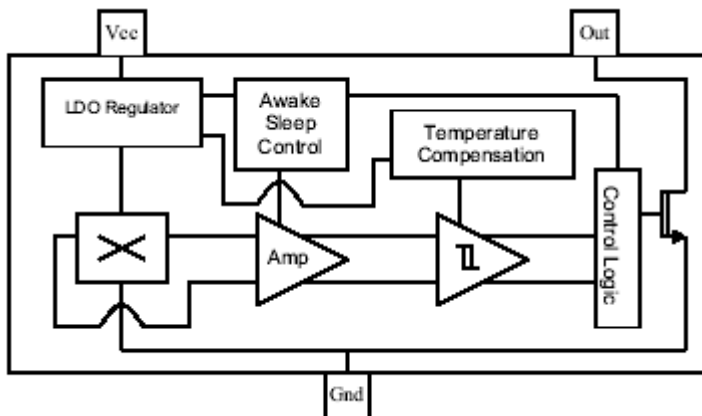 Vcc
Out
LDO Regulator
Awake
Sleep
Control
Temperature
Compensation
Amp
Control Logic
Gnd